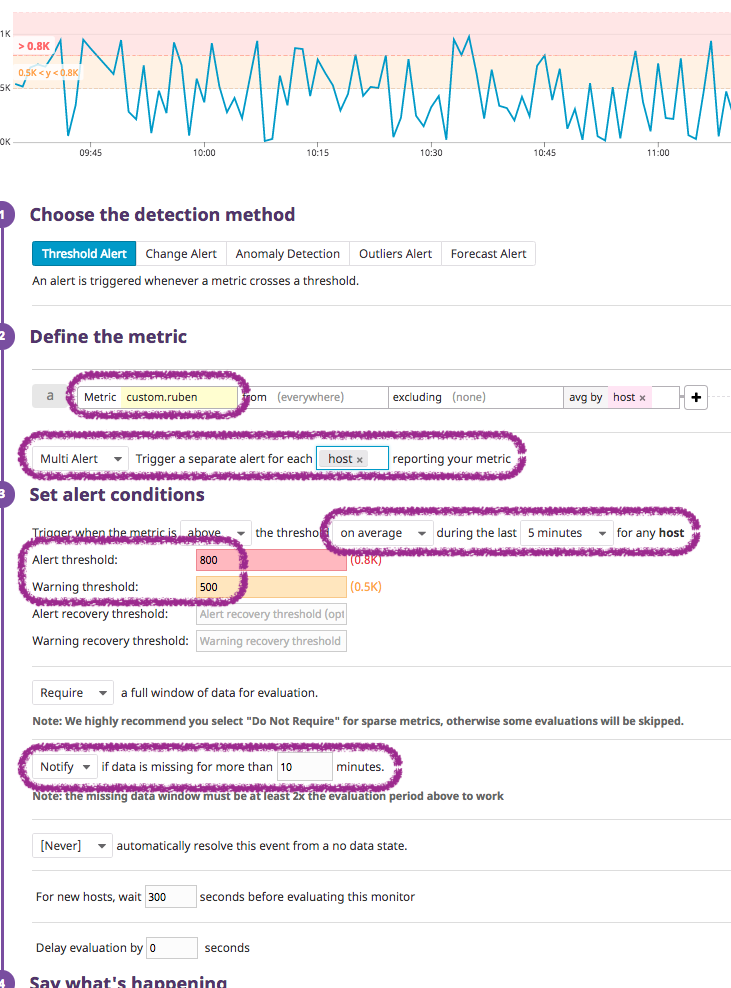 1K
> 0.8K
0.5K < y < 0.8K
5K
0K
09:45 10:00 10:15 10:30 10:45 11:00
1 Choose the detection method
Threshold Alert Change Alert Anomaly Detection Outliers Alert Forecast Alert
An alert is triggered whenever a metric crosses a threshold.
2 Define the metric
a Metric custom.ruben from (everywhere) excluding (none) avg by host × +
Multi Alert Trigger a separate alert for each host × reporting your metric
3 Set alert conditions
Trigger when the metric is above the threshold on average during the last 5 minutes for any host
Alert threshold: 800 (0.8K)
Warning threshold: 500 (0.5K)
Alert recovery threshold: Alert recovery threshold (opt
Warning recovery threshold: Warning recovery threshold
Require a full window of data for evaluation.
Note: We highly recommend you select "Do Not Require" for sparse metrics, otherwise some evaluations will be skipped.
Notify if data is missing for more than 10 minutes.
Note: the missing data window must be at least 2x the evaluation period above to work
[Never] automatically resolve this event from a no data state.
For new hosts, wait 300 seconds before evaluating this monitor
Delay evaluation by 0 seconds
4 Say what's happening